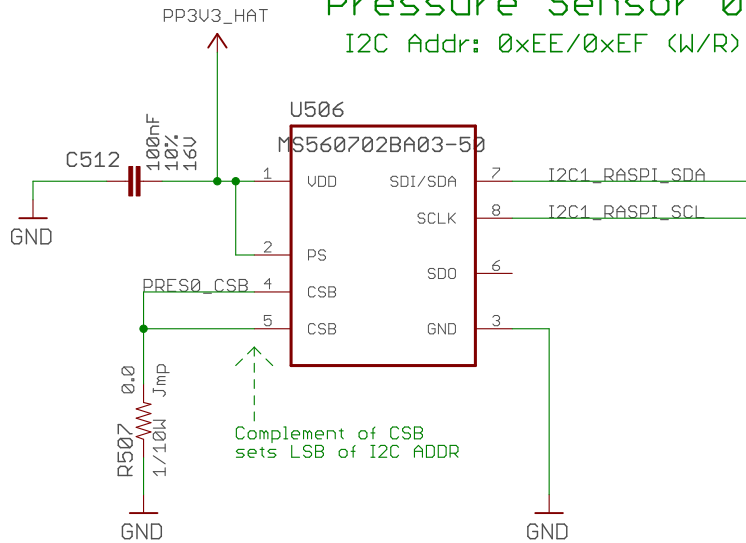 Pressure Sensor 0
I2C Addr: 0xEE/0xEF (W/R)
PP3V3_HAT
U506
MS560702BA03-50
C512
100nF
10%
16V
GND
1
VDD
2
PS
PRES0_CSB
4
CSB
5
CSB
SDI/SDA
7
I2C1_RASPI_SDA
SCLK
8
I2C1_RASPI_SCL
SDO
6
GND
3
R507
0.0
Jmp
1/10W
Complement of CSB
sets LSB of I2C ADDR
GND
GND